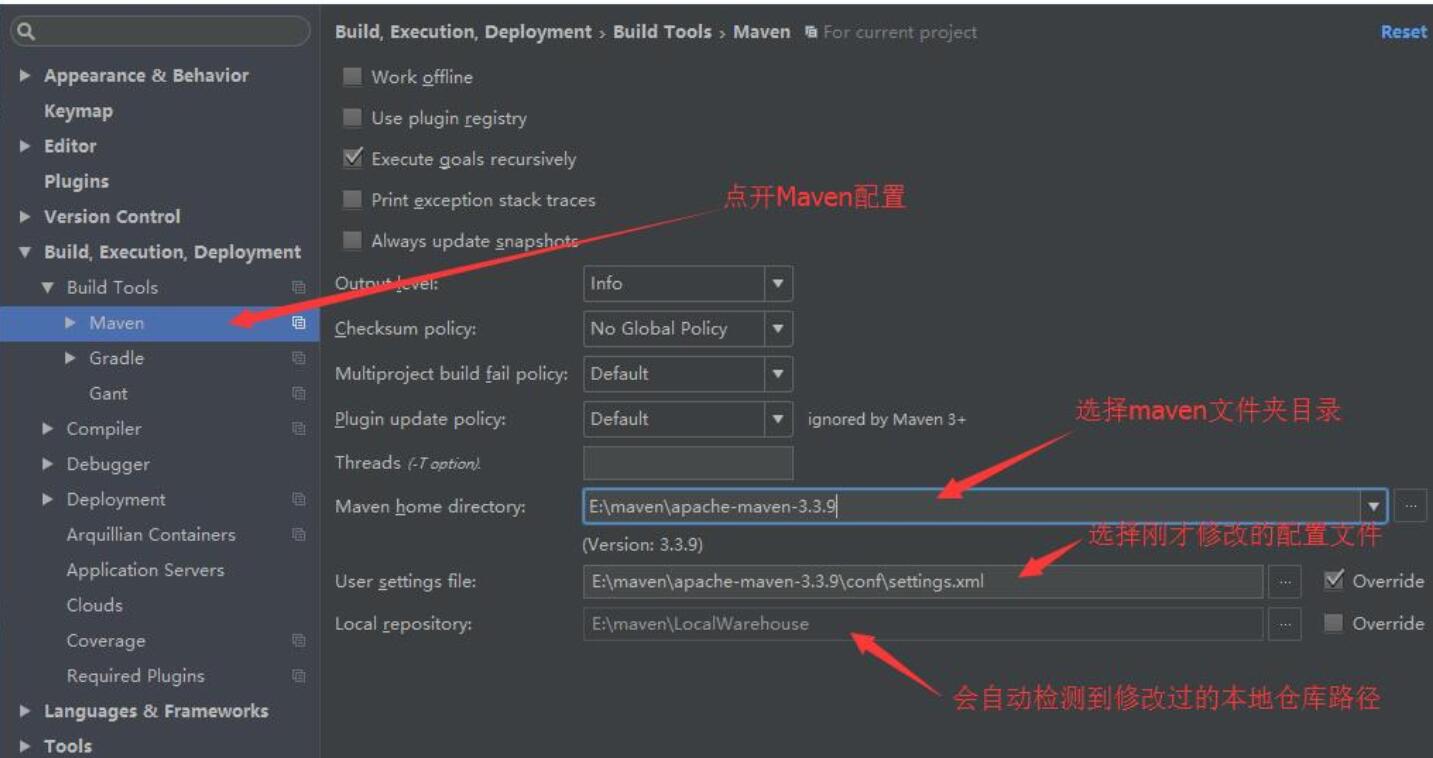 Build, Execution, Deployment › Build Tools › Maven For current project Reset
Appearance & Behavior
Keymap
Editor
Plugins
Version Control
Build, Execution, Deployment
Build Tools
Maven
Gradle
Gant
Compiler
Debugger
Deployment
Arquillian Containers
Application Servers
Clouds
Coverage
Required Plugins
Languages & Frameworks
Tools
Work offline
Use plugin registry
Execute goals recursively
Print exception stack traces
点开Maven配置
Always update snapshots
Output level: Info
Checksum policy: No Global Policy
Multiproject build fail policy: Default
Plugin update policy: Default ignored by Maven 3+
选择maven文件夹目录
Threads (-T option):
Maven home directory: E:\maven\apache-maven-3.3.9 ...
(Version: 3.3.9)
选择刚才修改的配置文件
User settings file: E:\maven\apache-maven-3.3.9\conf\settings.xml ... Override
Local repository: E:\maven\LocalWarehouse ... Override
会自动检测到修改过的本地仓库路径